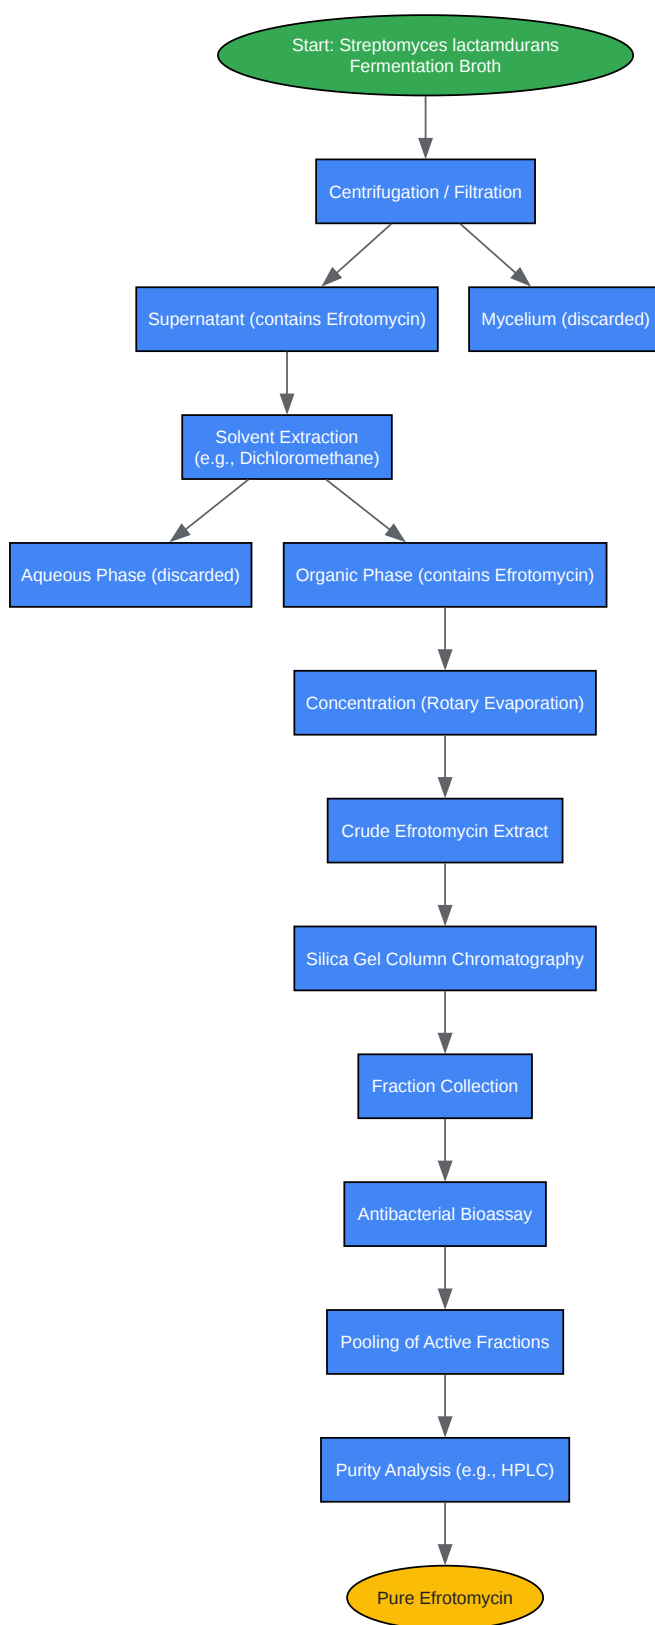 Start: Streptomyces lactamdurans
Fermentation Broth
Centrifugation / Filtration
Supernatant (contains Efrotomycin)
Mycelium (discarded)
Solvent Extraction
(e.g., Dichloromethane)
Aqueous Phase (discarded)
Organic Phase (contains Efrotomycin)
Concentration (Rotary Evaporation)
Crude Efrotomycin Extract
Silica Gel Column Chromatography
Fraction Collection
Antibacterial Bioassay
Pooling of Active Fractions
Purity Analysis (e.g., HPLC)
Pure Efrotomycin